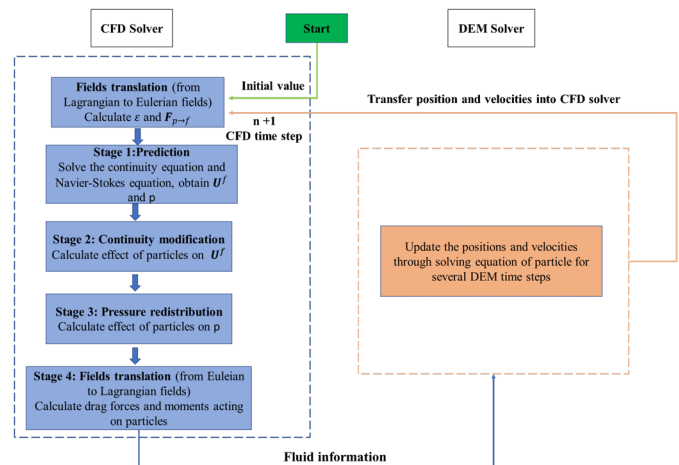 CFD Solver
Start
DEM Solver
Fields translation (from
Lagrangian to Eulerian fields)
Calculate ε and F_{p→f}
Initial value
n +1
CFD time step
Transfer position and velocities into CFD solver
Stage 1:Prediction
Solve the continuity equation and
Navier-Stokes equation, obtain U^f
and p
Stage 2: Continuity modification
Calculate effect of particles on U^f
Stage 3: Pressure redistribution
Calculate effect of particles on p
Stage 4: Fields translation (from Euleian
to Lagrangian fields)
Calculate drag forces and moments acting
on particles
Update the positions and velocities
through solving equation of particle for
several DEM time steps
Fluid information